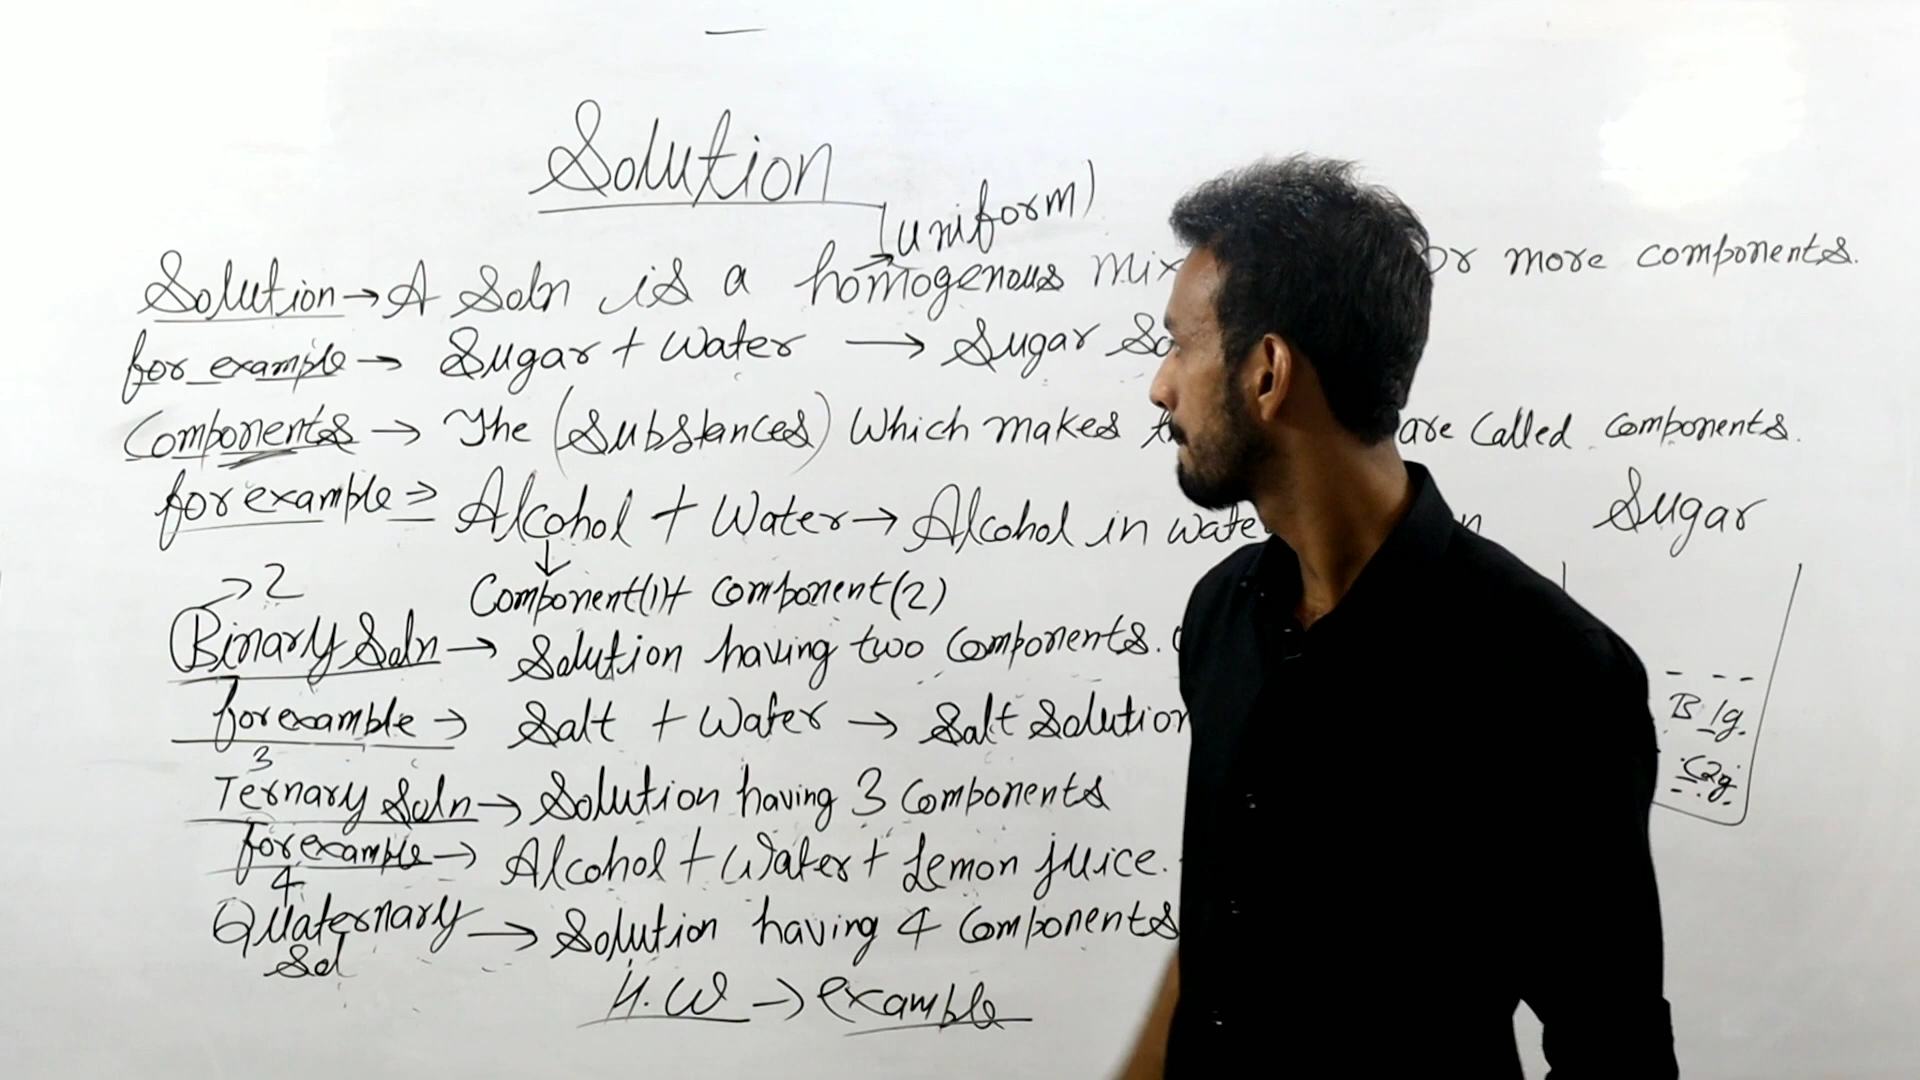 Solution
(uniform)
Solution → A Soln is a homogenous mix or more components.
for example → Sugar + Water → Sugar So
Components → The (Substances) Which makes are Called Components.
for example => Alcohol + Water → Alcohol in wate n
Sugar
→ 2
Component(1)+ Component(2)
Binary Soln → Solution having two Components.
B 1g.
for example → Salt + Water → Salt Solution
C2g.
3
Ternary Soln → Solution having 3 Components
for example → Alcohol + Water + Lemon juice.
4
Quaternary Sol → Solution having 4 Components
H.W → example